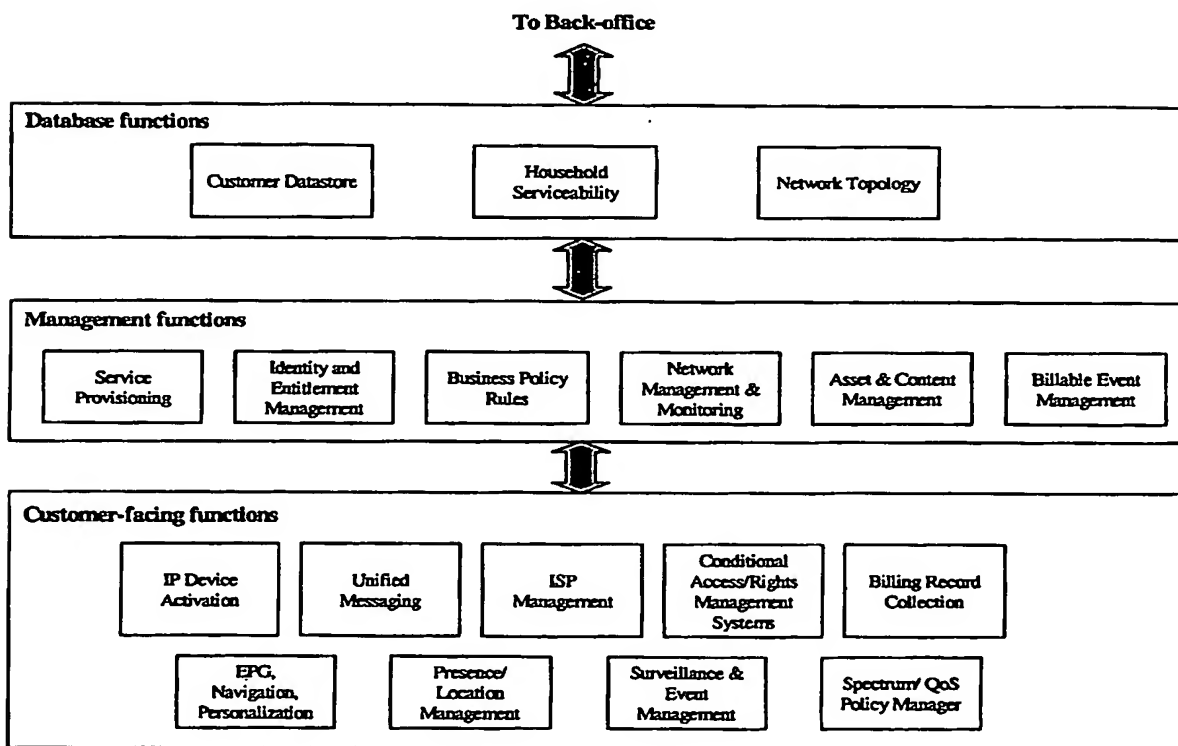 To Back-office
Database functions
Customer Datastore
Household
Serviceability
Network Topology
Management functions
Service
Provisioning
Identity and
Entitlement
Management
Business Policy
Rules
Network
Management &
Monitoring
Asset & Content
Management
Billable Event
Management
Customer-facing functions
IP Device
Activation
Unified
Messaging
ISP
Management
Conditional
Access/Rights
Management
Systems
Billing Record
Collection
EPG,
Navigation,
Personalization
Presence/
Location
Management
Surveillance &
Event
Management
Spectrum/ QoS
Policy Manager